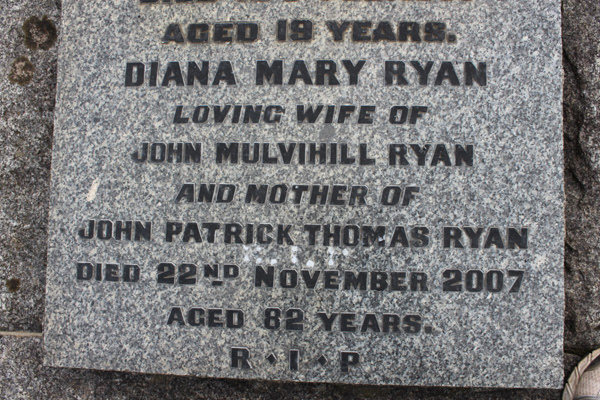 AGED 19 YEARS.
DIANA MARY RYAN
LOVING WIFE OF
JOHN MULVIHILL RYAN
AND MOTHER OF
JOHN PATRICK THOMAS RYAN
DIED 22ND NOVEMBER 2007
AGED 82 YEARS.
R · I · P